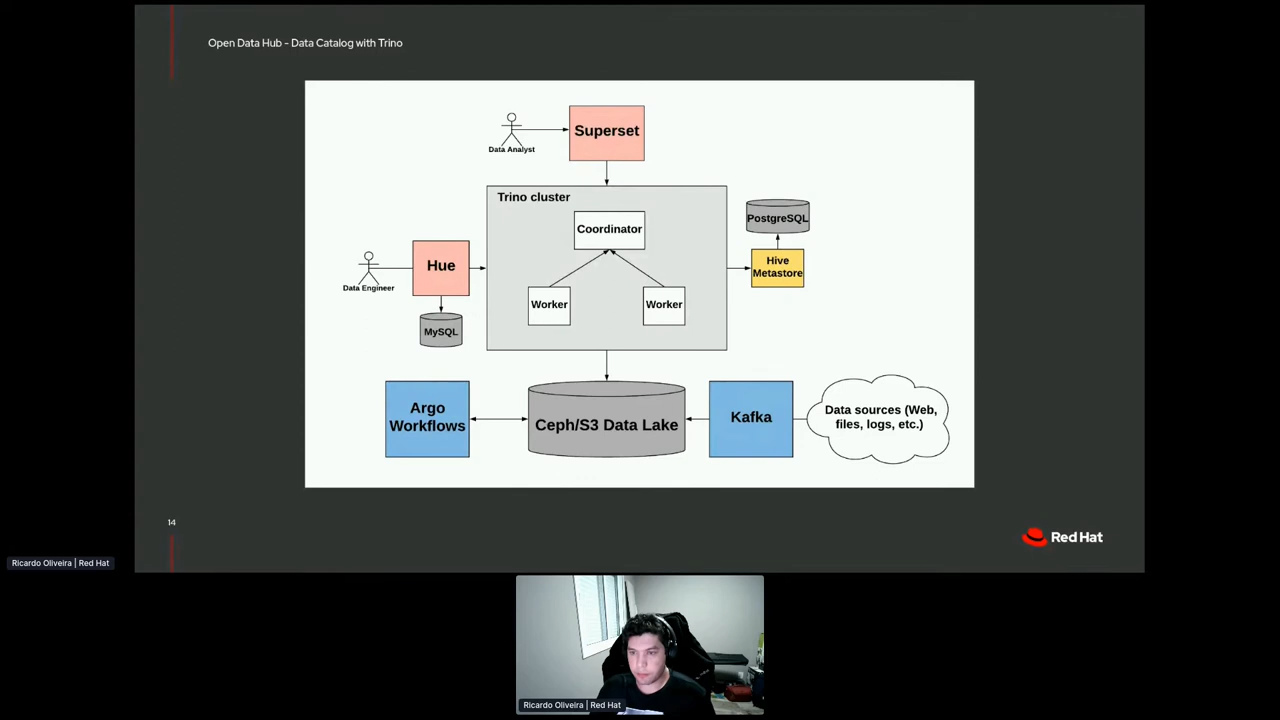 Open Data Hub - Data Catalog with Trino
Superset
Data Analyst
Trino cluster
Coordinator
PostgreSQL
Hive
Metastore
Hue
Data Engineer
Worker
Worker
MySQL
Argo
Workflows
Ceph/S3 Data Lake
Kafka
Data sources (Web,
files, logs, etc.)
14
Red Hat
Ricardo Oliveira | Red Hat
Ricardo Oliveira | Red Hat